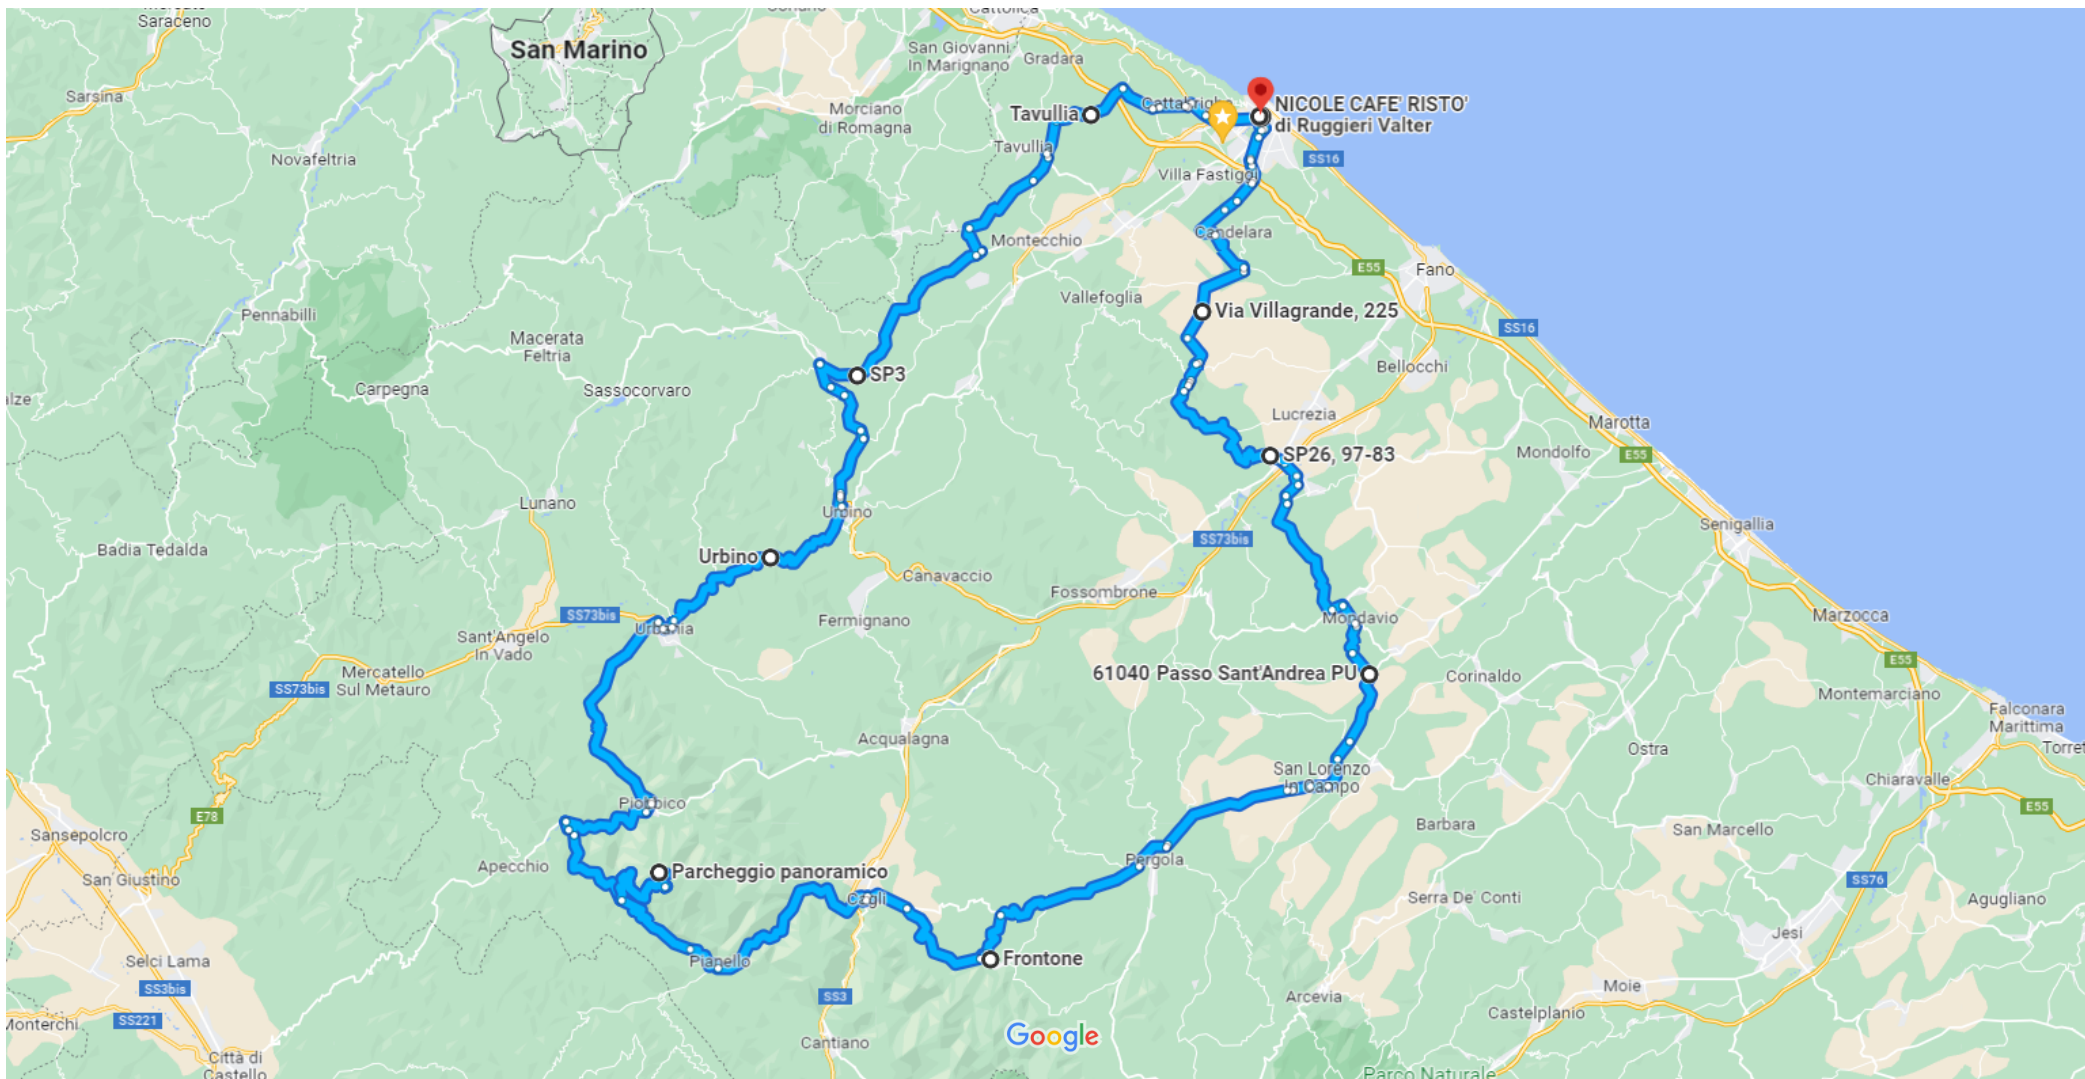 Mercato
Saraceno
Cattolica
San Marino
San Giovanni
In Marignano
Gradara
Sarsina
Morciano
di Romagna
Tavullia
NICOLE CAFE' RISTO'
di Ruggieri Valter
SS16
Novafeltria
Tavullia
Villa Fastiggi
Candelara
Montecchio
E55
Fano
Vallefoglia
Pennabilli
Via Villagrande, 225
SS16
Macerata
Feltria
Bellocchi
SP3
Carpegna
Sassocorvaro
Lucrezia
Marotta
SP26, 97-83
Mondolfo
E55
Lunano
Urbino
Senigallia
Badia Tedalda
SS73bis
Urbino
Canavaccio
Fossombrone
SS73bis
Fermignano
Mondavio
Marzocca
Urbania
Sant'Angelo
In Vado
E55
Mercatello
Sul Metauro
SS73bis
61040 Passo Sant'Andrea PU
Corinaldo
Montemarciano
Falconara
Marittima
Acqualagna
Ostra
Torret
San Lorenzo
In Campo
Chiaravalle
Piobbico
E78
E55
Sansepolcro
Barbara
San Marcello
Apecchio
Pergola
San Giustino
Parcheggio panoramico
SS76
Cagli
Serra De' Conti
Agugliano
Jesi
Selci Lama
Pianello
Frontone
SS3bis
SS3
Arcevia
Moie
SS221
Monterchi
Castelplanio
Google
Cantiano
Città di
Castello
Parco Naturale